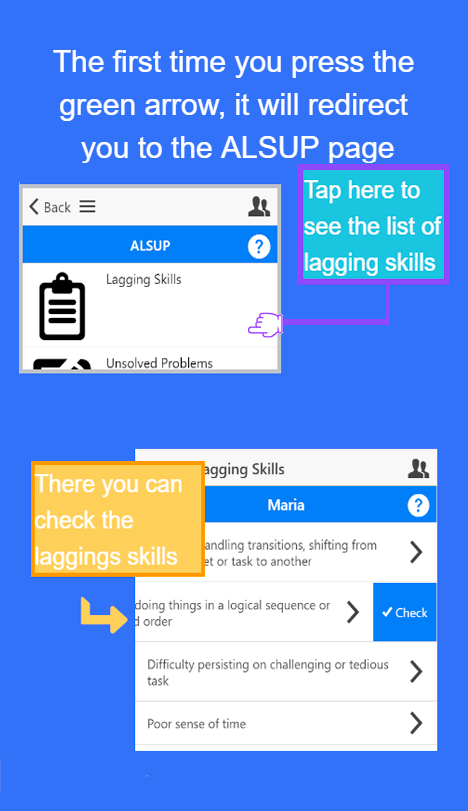 The first time you press the
green arrow, it will redirect
you to the ALSUP page
Tap here to
see the list of
lagging skills
Back
ALSUP
?
Lagging Skills
Unsolved Problems
There you can
check the
laggings skills
agging Skills
Maria
?
andling transitions, shifting from
et or task to another
doing things in a logical sequence or
d order
Check
Difficulty persisting on challenging or tedious
task
Poor sense of time